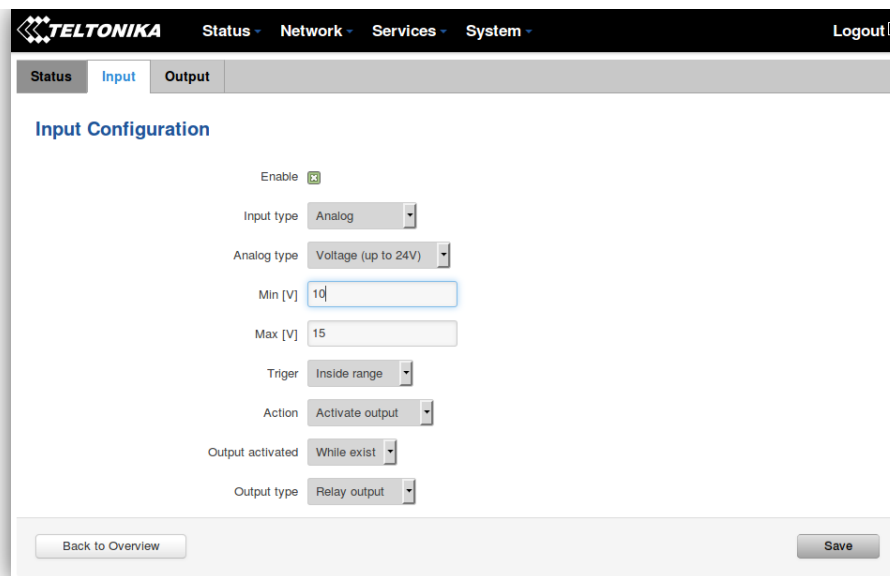 TELTONIKA Status Network Services System Logout
Status Input Output
Input Configuration
Enable
Input type Analog
Analog type Voltage (up to 24V)
Min [V] 10
Max [V] 15
Triger Inside range
Action Activate output
Output activated While exist
Output type Relay output
Back to Overview Save